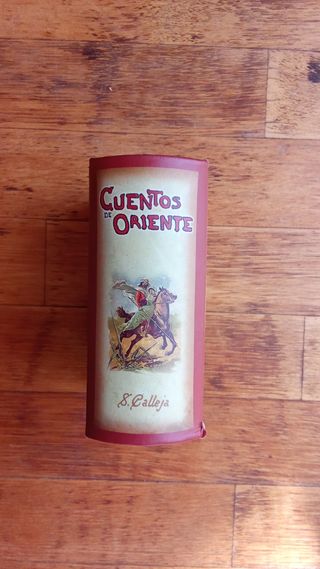 CUENTOS
DE ORIENTE
S. Calleja